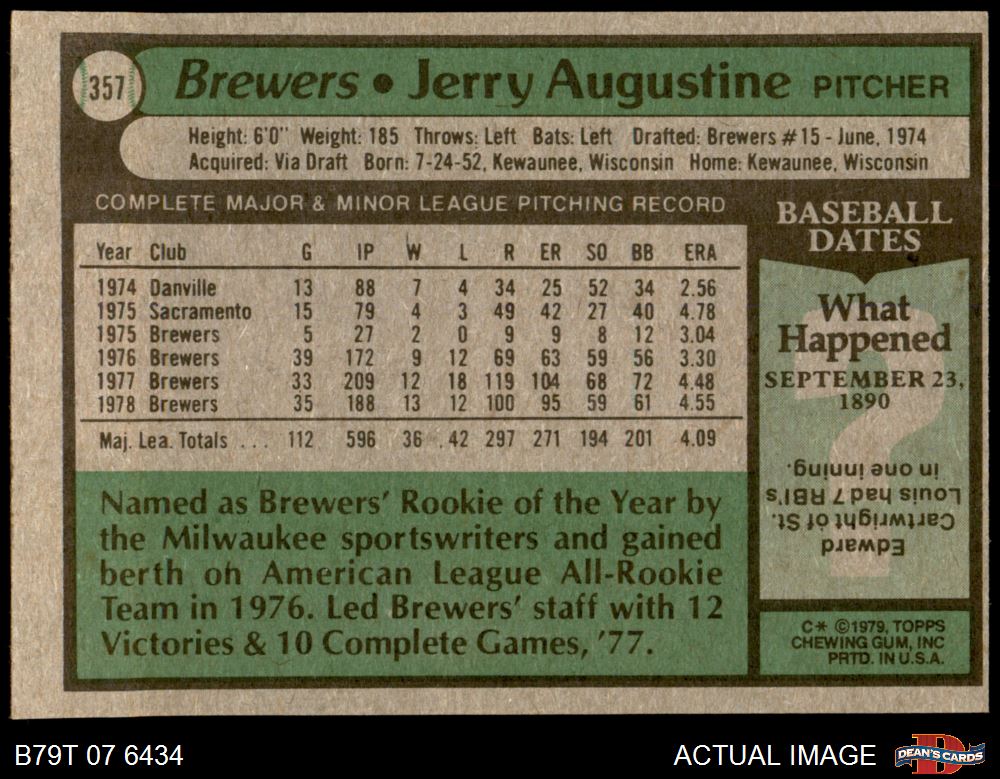 357
Brewers • Jerry Augustine PITCHER
Height: 6'0" Weight: 185 Throws: Left Bats: Left Drafted: Brewers #15 - June, 1974
Acquired: Via Draft Born: 7-24-52, Kewaunee, Wisconsin Home: Kewaunee, Wisconsin
COMPLETE MAJOR & MINOR LEAGUE PITCHING RECORD
Year Club G IP W L R ER SO BB ERA
1974 Danville 13 88 7 4 34 25 52 34 2.56
1975 Sacramento 15 79 4 3 49 42 27 40 4.78
1975 Brewers 5 27 2 0 9 9 8 12 3.04
1976 Brewers 39 172 9 12 69 63 59 56 3.30
1977 Brewers 33 209 12 18 119 104 68 72 4.48
1978 Brewers 35 188 13 12 100 95 59 61 4.55
Maj. Lea. Totals ... 112 596 36 42 297 271 194 201 4.09
Named as Brewers' Rookie of the Year by
the Milwaukee sportswriters and gained
berth on American League All-Rookie
Team in 1976. Led Brewers' staff with 12
Victories & 10 Complete Games, '77.
BASEBALL
DATES
What
Happened
SEPTEMBER 23,
1890
?
Edward
Cartwright of St.
Louis had 7 RBI's
in one inning.
C* ©1979, TOPPS
CHEWING GUM, INC
PRTD. IN U.S.A.
B79T 07 6434
ACTUAL IMAGE
D
DEAN'S CARDS